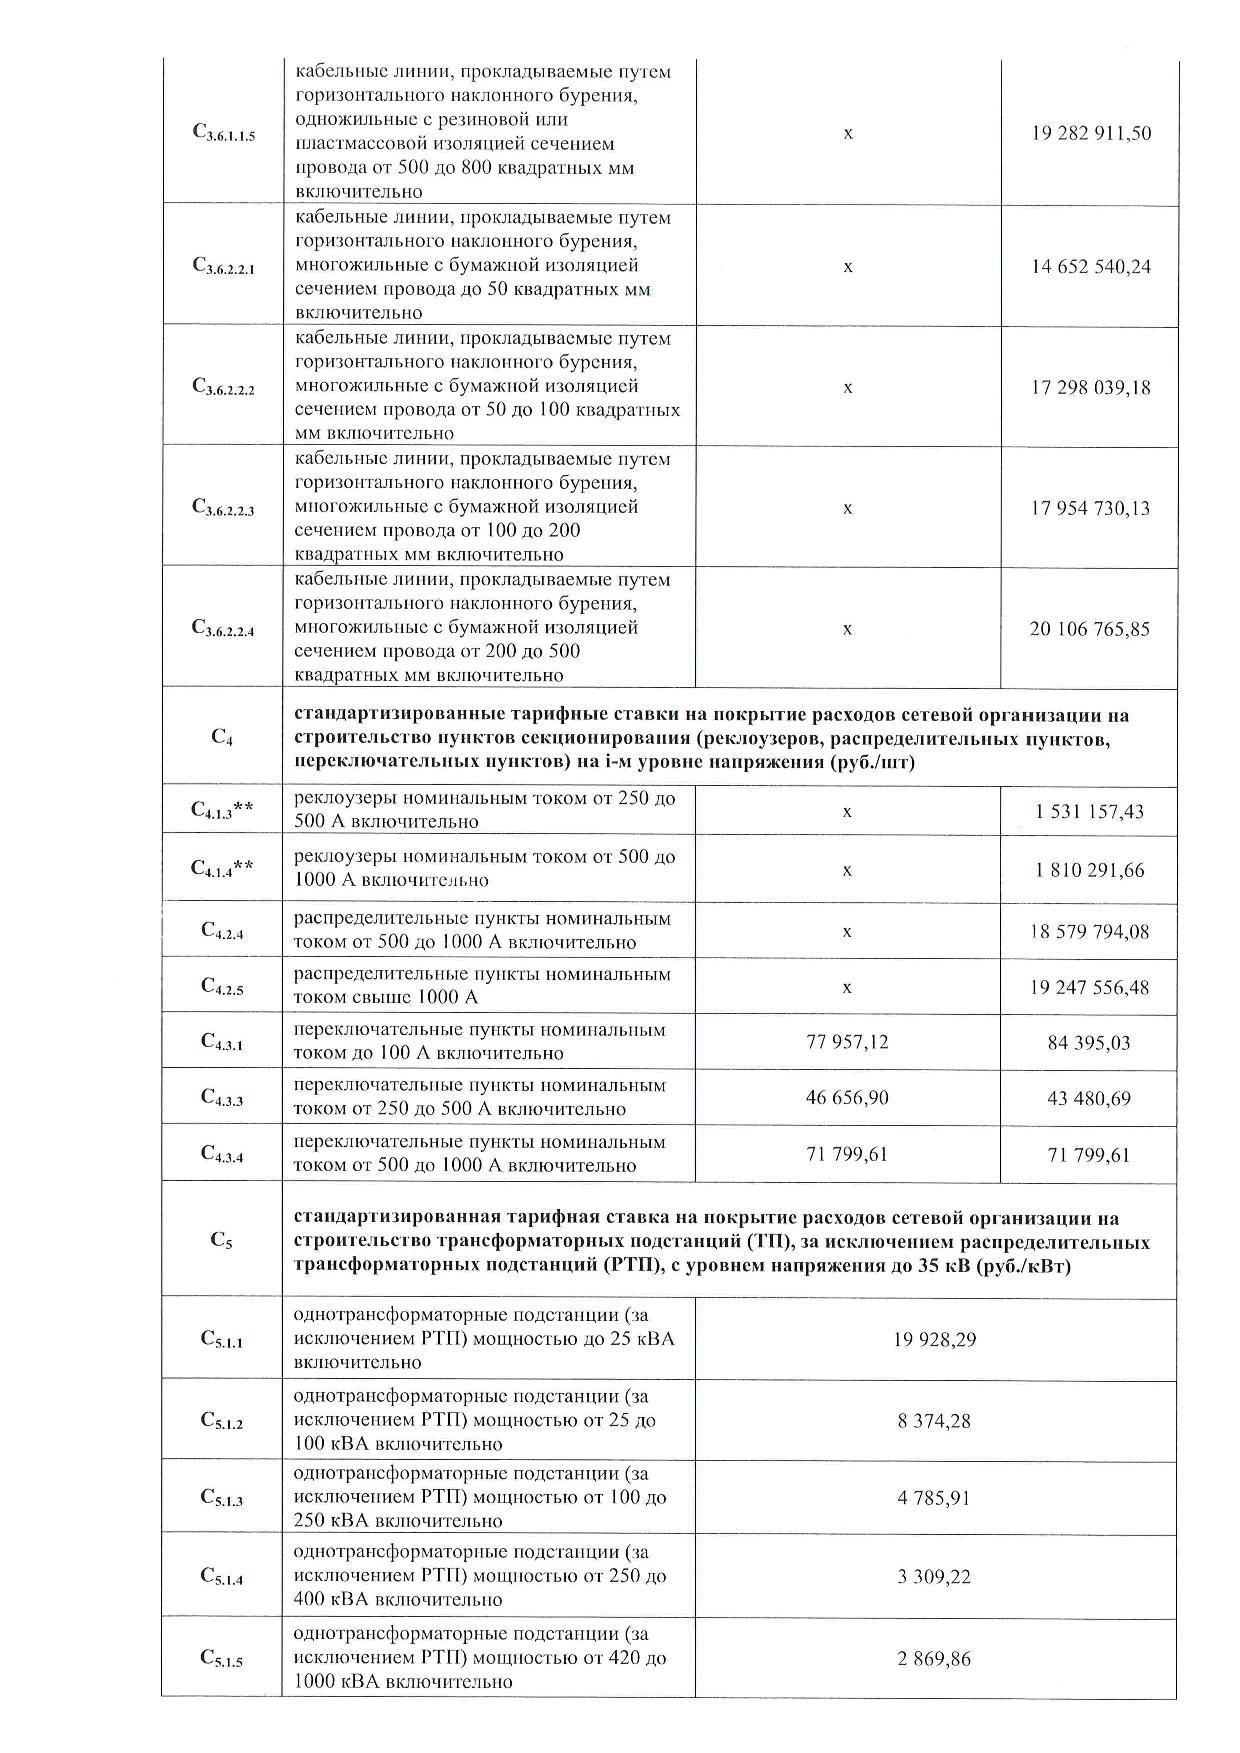 кабельные линии, прокладываемые путем
горизонтального наклонного бурения,
одножильные с резиновой или
пластмассовой изоляцией сечением
провода от 500 до 800 квадратных мм
включительно
С3.6.1.1.5
х
19 282 911,50
кабельные линии, прокладываемые путем
горизонтального наклонного бурения,
многожильные с бумажной изоляцией
сечением провода до 50 квадратных мм
включительно
С3.6.2.2.1
х
14 652 540,24
кабельные линии, прокладываемые путем
горизонтального наклонного бурения,
многожильные с бумажной изоляцией
сечением провода от 50 до 100 квадратных
мм включительно
С3.6.2.2.2
х
17 298 039,18
кабельные линии, прокладываемые путем
горизонтального наклонного бурения,
многожильные с бумажной изоляцией
сечением провода от 100 до 200
квадратных мм включительно
С3.6.2.2.3
х
17 954 730,13
кабельные линии, прокладываемые путем
горизонтального наклонного бурения,
многожильные с бумажной изоляцией
сечением провода от 200 до 500
квадратных мм включительно
С3.6.2.2.4
х
20 106 765,85
С4
стандартизированные тарифные ставки на покрытие расходов сетевой организации на
строительство пунктов секционирования (реклоузеров, распределительных пунктов,
переключательных пунктов) на i-м уровне напряжения (руб./шт)
С4.1.3**
реклоузеры номинальным током от 250 до
500 А включительно
х
1 531 157,43
С4.1.4**
реклоузеры номинальным током от 500 до
1000 А включительно
х
1 810 291,66
С4.2.4
распределительные пункты номинальным
током от 500 до 1000 А включительно
х
18 579 794,08
С4.2.5
распределительные пункты номинальным
током свыше 1000 А
х
19 247 556,48
С4.3.1
переключательные пункты номинальным
током до 100 А включительно
77 957,12
84 395,03
С4.3.3
переключательные пункты номинальным
током от 250 до 500 А включительно
46 656,90
43 480,69
С4.3.4
переключательные пункты номинальным
током от 500 до 1000 А включительно
71 799,61
71 799,61
С5
стандартизированная тарифная ставка на покрытие расходов сетевой организации на
строительство трансформаторных подстанций (ТП), за исключением распределительных
трансформаторных подстанций (РТП), с уровнем напряжения до 35 кВ (руб./кВт)
С5.1.1
однотрансформаторные подстанции (за
исключением РТП) мощностью до 25 кВА
включительно
19 928,29
С5.1.2
однотрансформаторные подстанции (за
исключением РТП) мощностью от 25 до
100 кВА включительно
8 374,28
С5.1.3
однотрансформаторные подстанции (за
исключением РТП) мощностью от 100 до
250 кВА включительно
4 785,91
С5.1.4
однотрансформаторные подстанции (за
исключением РТП) мощностью от 250 до
400 кВА включительно
3 309,22
С5.1.5
однотрансформаторные подстанции (за
исключением РТП) мощностью от 420 до
1000 кВА включительно
2 869,86